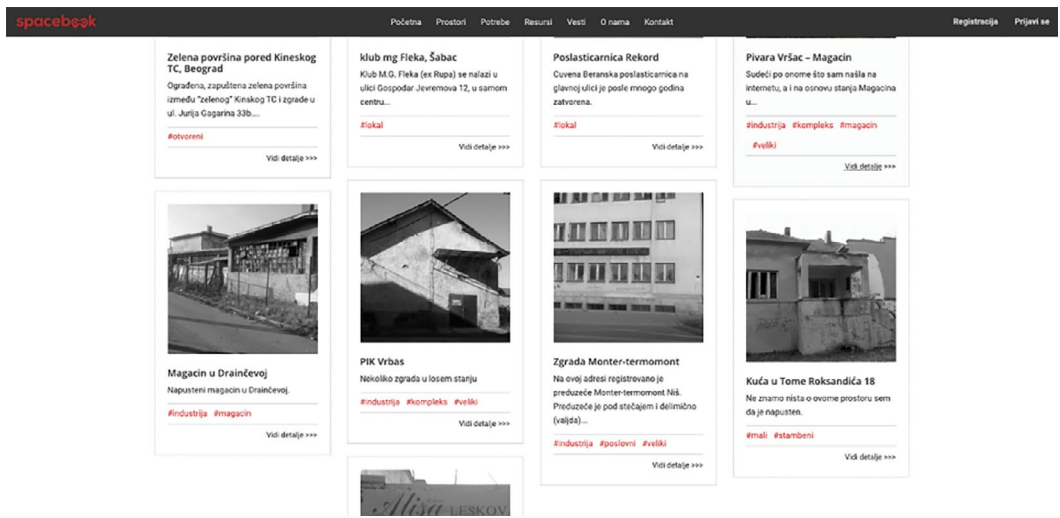 spacebook
Početna Prostori Potrebe Resursi Vesti O nama Kontakt
Registracija Prijavi se
Zelena površina pored Kineskog
TC, Beograd
Ograđena, zapuštena zelena površina
između "zelenog" Kinskog TC i zgrade u
ul. Jurija Gagarina 33b....
#otvoreni
Vidi detalje >>>
klub mg Fleka, Šabac
Klub M.G. Fleka (ex Rupa) se nalazi u
ulici Gospodar Jevremova 12, u samom
centru...
#lokal
Vidi detalje >>>
Poslasticarnica Rekord
Cuvena Beranska poslasticarnica na
glavnoj ulici je posle mnogo godina
zatvorena.
#lokal
Vidi detalje >>>
Pivara Vršac – Magacin
Sudeći po onome što sam našla na
internetu, a i na osnovu stanja Magacina
u...
#industrija #kompleks #magacin
#veliki
Vidi detalje >>>
Magacin u Drainčevoj
Napusteni magacin u Drainčevoj.
#industrija #magacin
Vidi detalje >>>
PIK Vrbas
Nekoliko zgrada u losem stanju
#industrija #kompleks #veliki
Vidi detalje >>>
Zgrada Monter-termomont
Na ovoj adresi registrovano je
preduzeće Monter-termomont Niš.
Preduzeće je pod stečajem i delimično
(valjda)...
#industrija #poslovni #veliki
Vidi detalje >>>
Kuća u Tome Roksandića 18
Ne znamo nista o ovome prostoru sem
da je napusten.
#mali #stambeni
Vidi detalje >>>
Alisa LESKOV